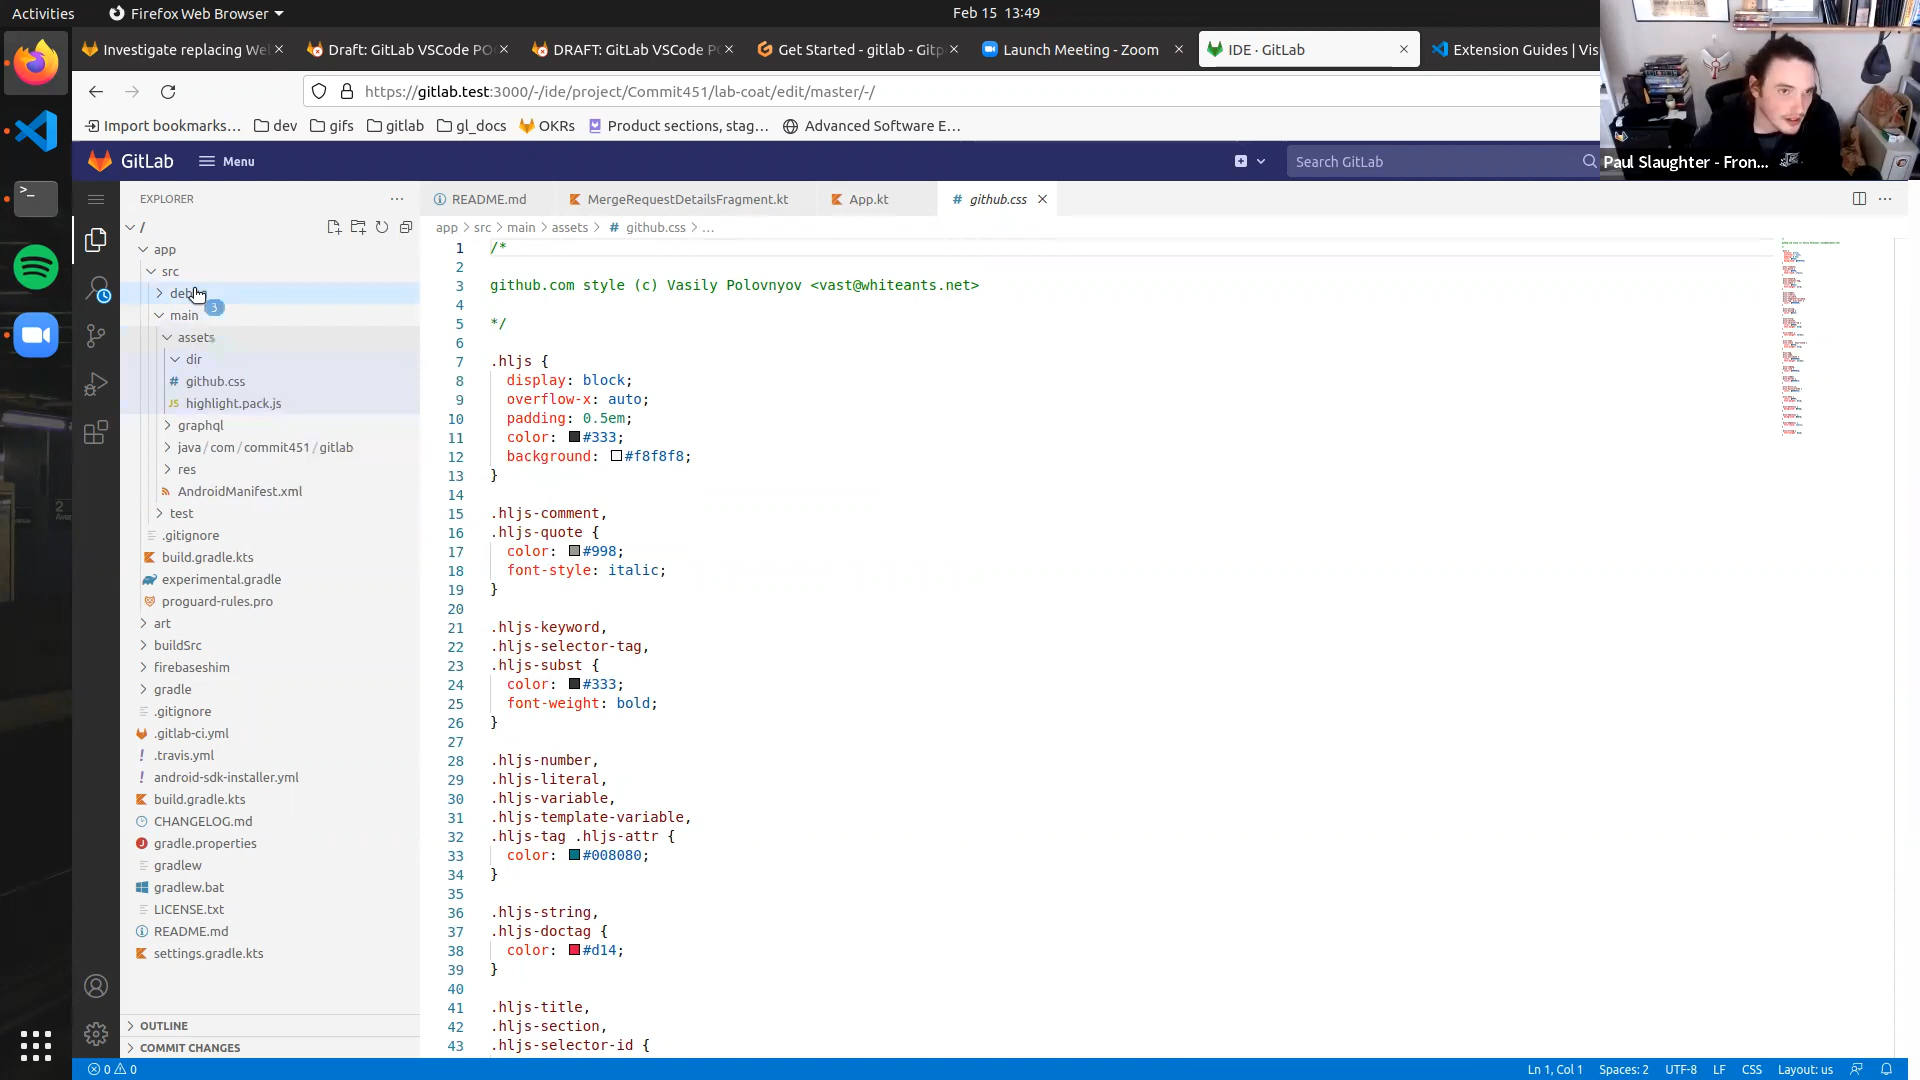 Activities
Firefox Web Browser
Feb 15 13:49
Investigate replacing We
Draft: GitLab VSCode PO
DRAFT: GitLab VSCode P
Get Started - gitlab - Gitp
Launch Meeting - Zoom
IDE · GitLab
Extension Guides | Vis
https://gitlab.test:3000/-/ide/project/Commit451/lab-coat/edit/master/-/
Import bookmarks...
dev
gifs
gitlab
gl_docs
OKRs
Product sections, stag...
Advanced Software E...
GitLab
Menu
Search GitLab
Paul Slaughter - Fron...
EXPLORER
README.md
MergeRequestDetailsFragment.kt
App.kt
github.css
/
app > src > main > assets > # github.css > ...
app
src
3
main
assets
dir
github.css
highlight.pack.js
graphql
java/com/commit451/gitlab
res
AndroidManifest.xml
test
.gitignore
build.gradle.kts
experimental.gradle
proguard-rules.pro
art
buildSrc
firebaseshim
gradle
.gitignore
.gitlab-ci.yml
.travis.yml
android-sdk-installer.yml
build.gradle.kts
CHANGELOG.md
gradle.properties
gradlew
gradlew.bat
LICENSE.txt
README.md
settings.gradle.kts
OUTLINE
COMMIT CHANGES
1 /*
2
3 github.com style (c) Vasily Polovnyov <vast@whiteants.net>
4
5 */
6
7 .hljs {
8 display: block;
9 overflow-x: auto;
10 padding: 0.5em;
11 color: #333;
12 background: #f8f8f8;
13 }
14
15 .hljs-comment,
16 .hljs-quote {
17 color: #998;
18 font-style: italic;
19 }
20
21 .hljs-keyword,
22 .hljs-selector-tag,
23 .hljs-subst {
24 color: #333;
25 font-weight: bold;
26 }
27
28 .hljs-number,
29 .hljs-literal,
30 .hljs-variable,
31 .hljs-template-variable,
32 .hljs-tag .hljs-attr {
33 color: #008080;
34 }
35
36 .hljs-string,
37 .hljs-doctag {
38 color: #d14;
39 }
40
41 .hljs-title,
42 .hljs-section,
43 .hljs-selector-id {
0 0
Ln 1, Col 1
Spaces: 2
UTF-8
LF
CSS
Layout: us